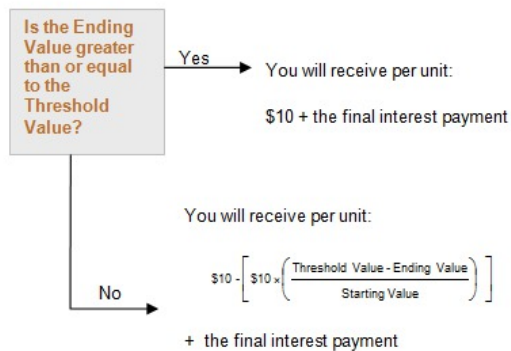 Is the Ending
Value greater
than or equal
to the
Threshold
Value?
Yes
You will receive per unit:
$10 + the final interest payment
You will receive per unit:
$10 - [ $10 × ( Threshold Value - Ending Value
Starting Value ) ]
No
+ the final interest payment